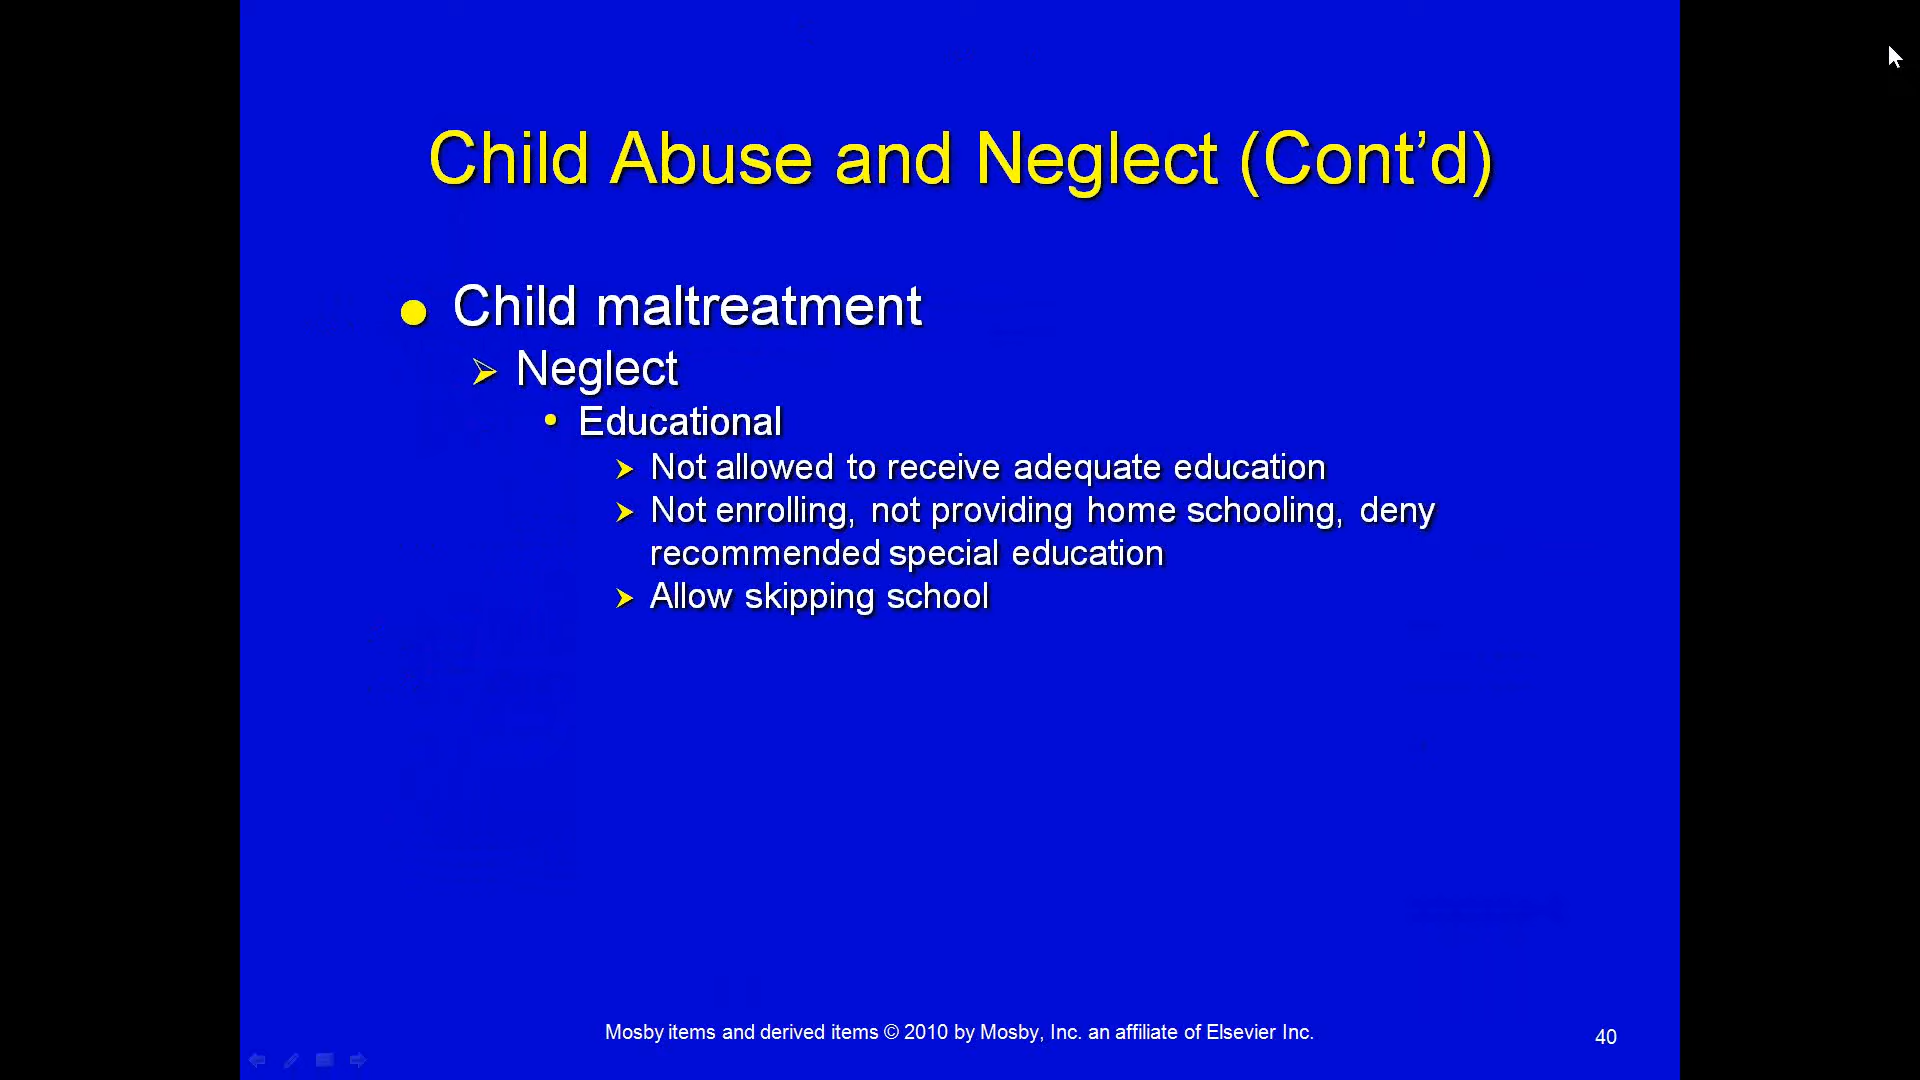 Child Abuse and Neglect (Cont’d)
Child maltreatment
Neglect
Educational
Not allowed to receive adequate education
Not enrolling, not providing home schooling, deny
recommended special education
Allow skipping school
Mosby items and derived items © 2010 by Mosby, Inc. an affiliate of Elsevier Inc.
40